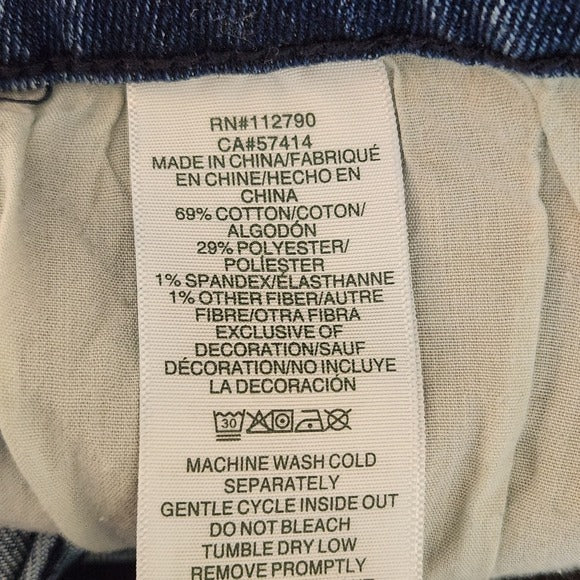 RN#112790
CA#57414
MADE IN CHINA/FABRIQUÉ
EN CHINE/HECHO EN
CHINA
69% COTTON/COTON/
ALGODÓN
29% POLYESTER/
POLÍESTER
1% SPANDEX/ÉLASTHANNE
1% OTHER FIBER/AUTRE
FIBRE/OTRA FIBRA
EXCLUSIVE OF
DECORATION/SAUF
DÉCORATION/NO INCLUYE
LA DECORACIÓN
30
MACHINE WASH COLD
SEPARATELY
GENTLE CYCLE INSIDE OUT
DO NOT BLEACH
TUMBLE DRY LOW
REMOVE PROMPTLY